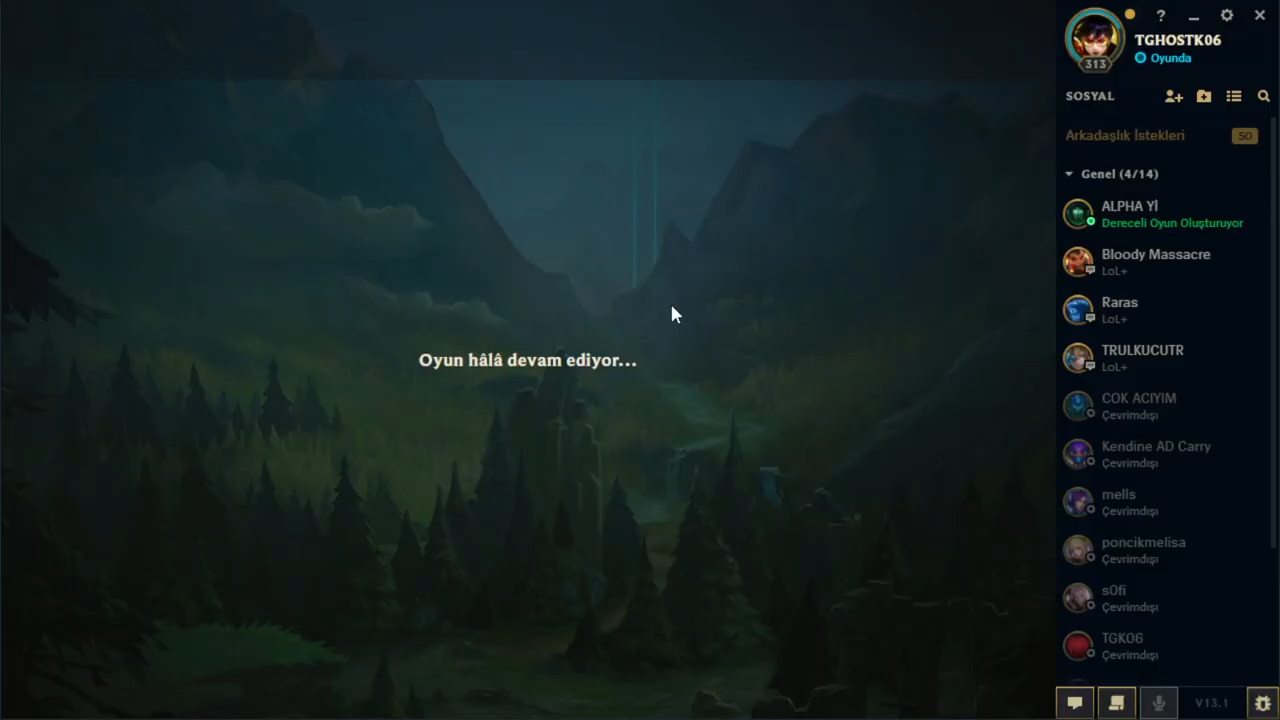 ?
TGHOSTK06
Oyunda
313
SOSYAL
Arkadaşlık İstekleri 50
Genel (4/14)
ALPHA Yİ
Dereceli Oyun Oluşturuyor
Bloody Massacre
LoL+
Raras
LoL+
TRULKUCUTR
LoL+
Oyun hâlâ devam ediyor...
COK ACIYIM
Çevrimdışı
Kendine AD Carry
Çevrimdışı
mells
Çevrimdışı
poncikmelisa
Çevrimdışı
s0fi
Çevrimdışı
TGK06
Çevrimdışı
V13.1